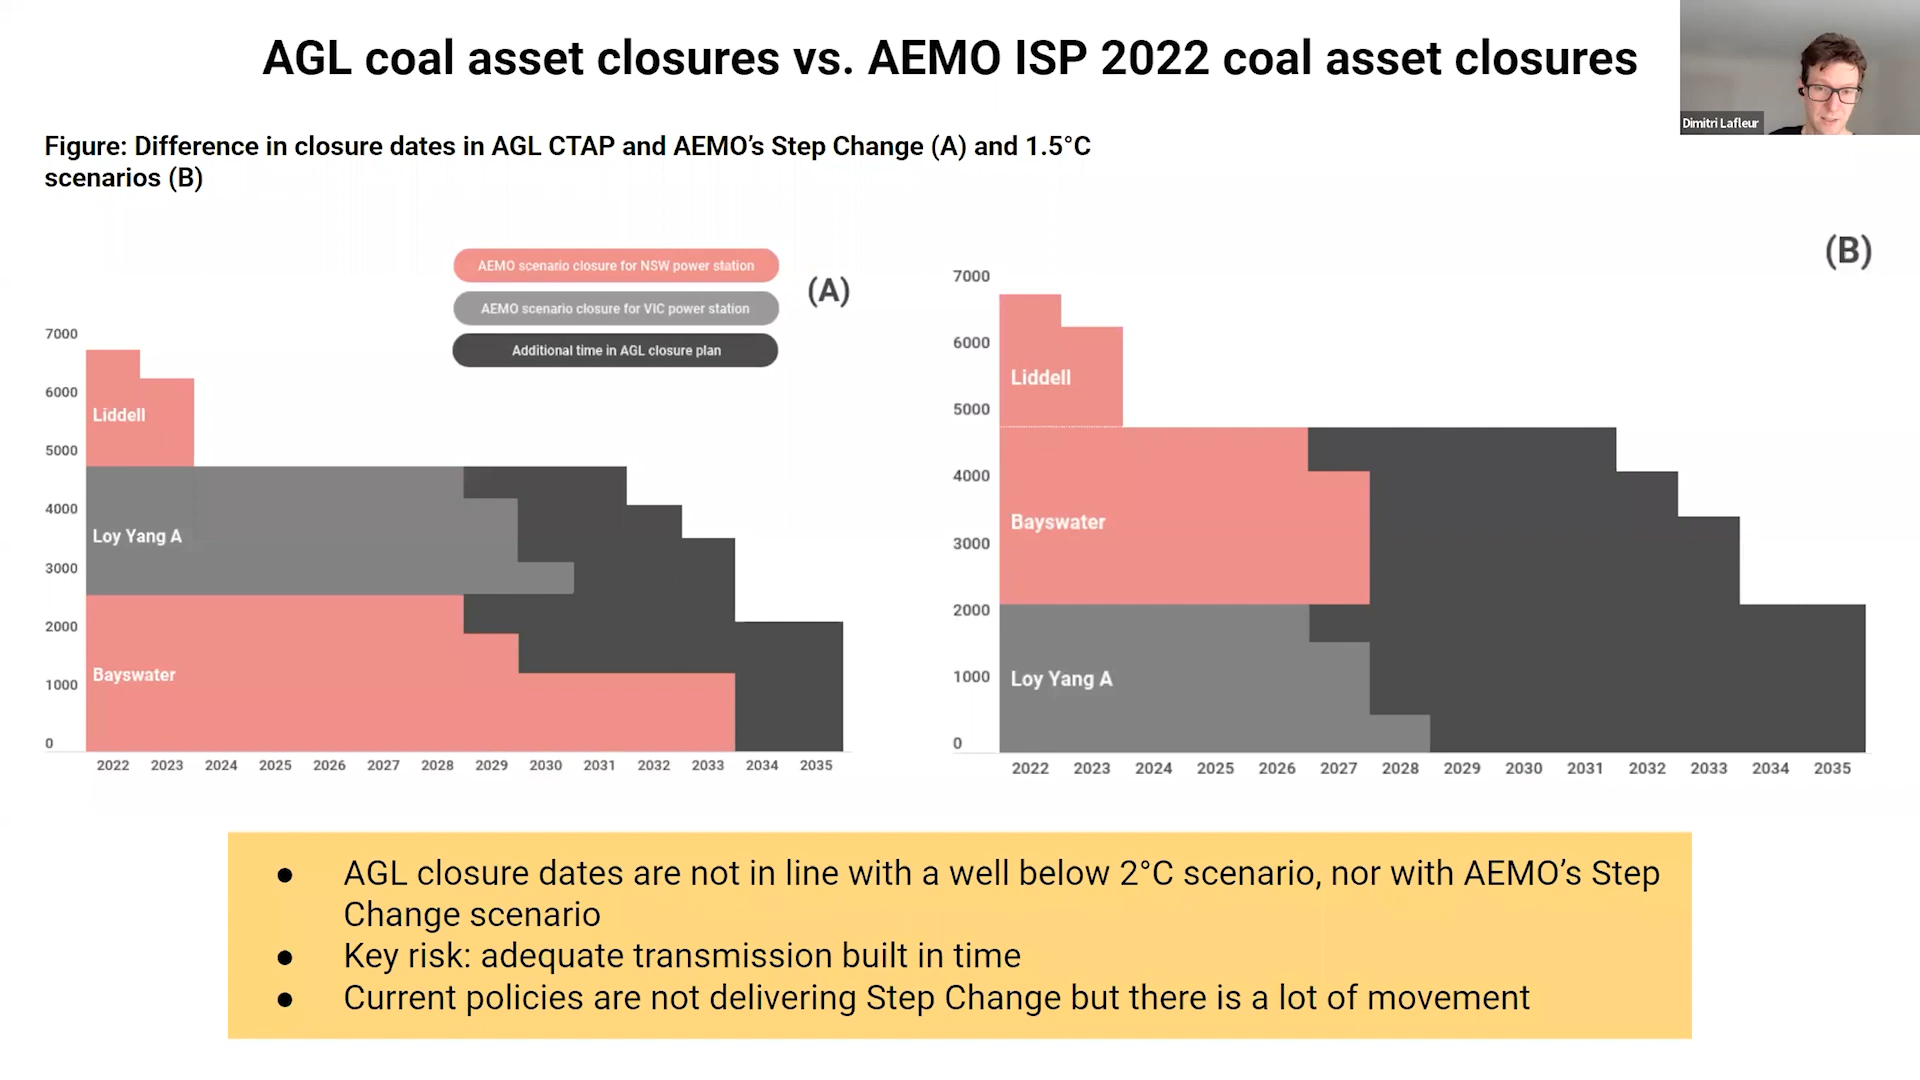 AGL coal asset closures vs. AEMO ISP 2022 coal asset closures
Dimitri Lafleur
Figure: Difference in closure dates in AGL CTAP and AEMO's Step Change (A) and 1.5°C
scenarios (B)
AEMO scenario closure for NSW power station
AEMO scenario closure for VIC power station
Additional time in AGL closure plan
(A)
7000
6000
5000
4000
3000
2000
1000
0
Liddell
Loy Yang A
Bayswater
2022 2023 2024 2025 2026 2027 2028 2029 2030 2031 2032 2033 2034 2035
(B)
7000
6000
5000
4000
3000
2000
1000
0
Liddell
Bayswater
Loy Yang A
2022 2023 2024 2025 2026 2027 2028 2029 2030 2031 2032 2033 2034 2035
● AGL closure dates are not in line with a well below 2°C scenario, nor with AEMO's Step
Change scenario
● Key risk: adequate transmission built in time
● Current policies are not delivering Step Change but there is a lot of movement